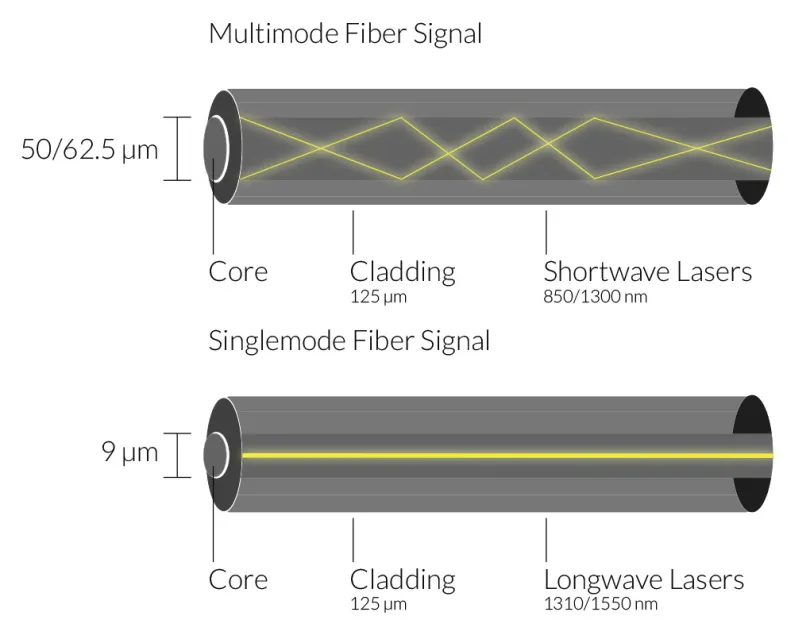 Multimode Fiber Signal
50/62.5 µm
Core
Cladding
125 µm
Shortwave Lasers
850/1300 nm
Singlemode Fiber Signal
9 µm
Core
Cladding
125 µm
Longwave Lasers
1310/1550 nm